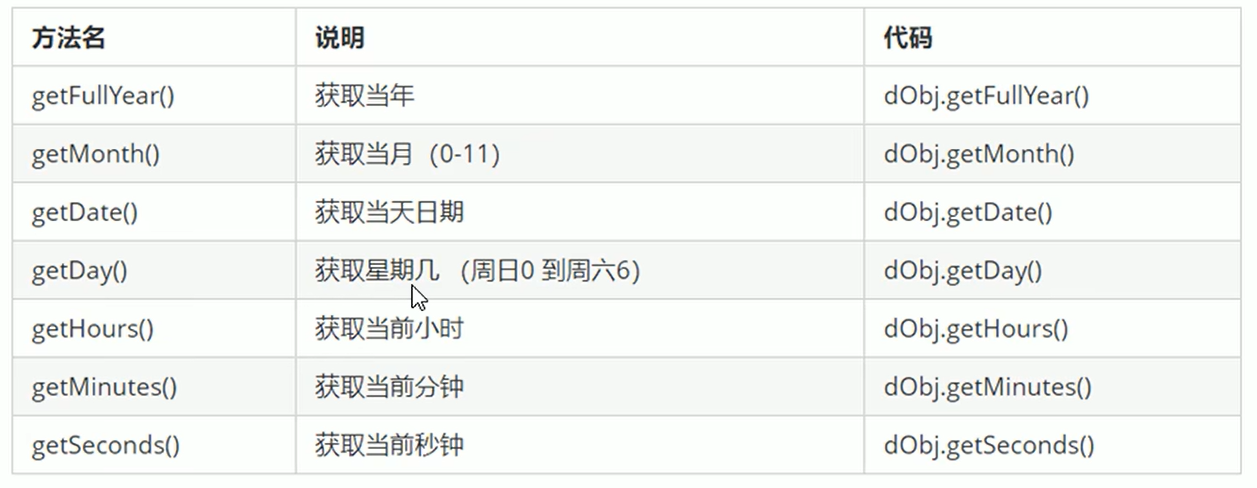 方法名 说明 代码
getFullYear() 获取当年 dObj.getFullYear()
getMonth() 获取当月（0-11） dObj.getMonth()
getDate() 获取当天日期 dObj.getDate()
getDay() 获取星期几 （周日0 到周六6） dObj.getDay()
getHours() 获取当前小时 dObj.getHours()
getMinutes() 获取当前分钟 dObj.getMinutes()
getSeconds() 获取当前秒钟 dObj.getSeconds()